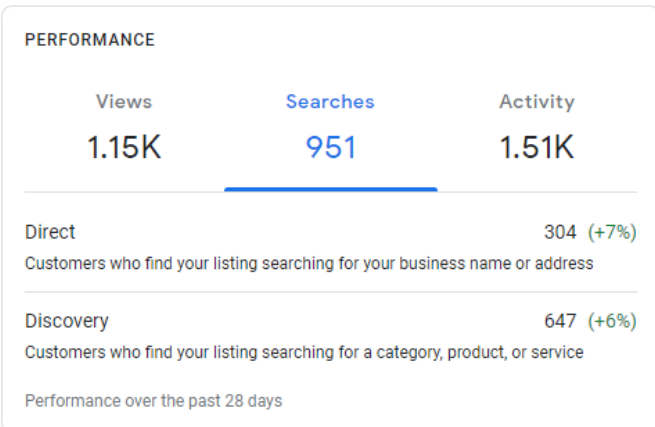 PERFORMANCE
Views Searches Activity
1.15K 951 1.51K
Direct 304 (+7%)
Customers who find your listing searching for your business name or address
Discovery 647 (+6%)
Customers who find your listing searching for a category, product, or service
Performance over the past 28 days